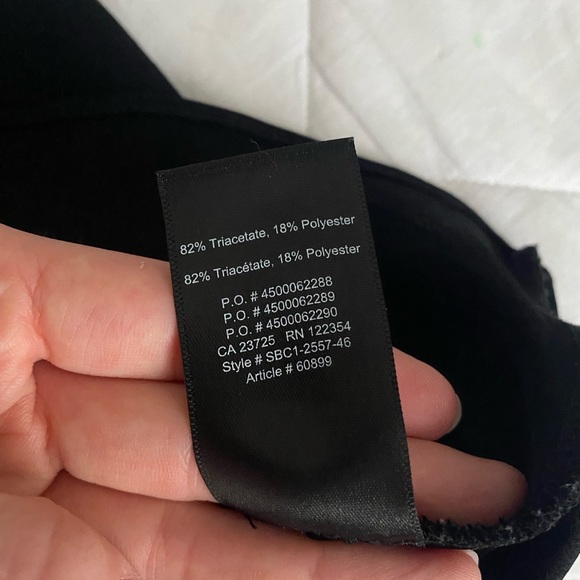 82% Triacetate, 18% Polyester
82% Triacétate, 18% Polyester
P.O. # 4500062288
P.O. # 4500062289
P.O. # 4500062290
CA 23725 RN 122354
Style # SBC1-2557-46
Article # 60899